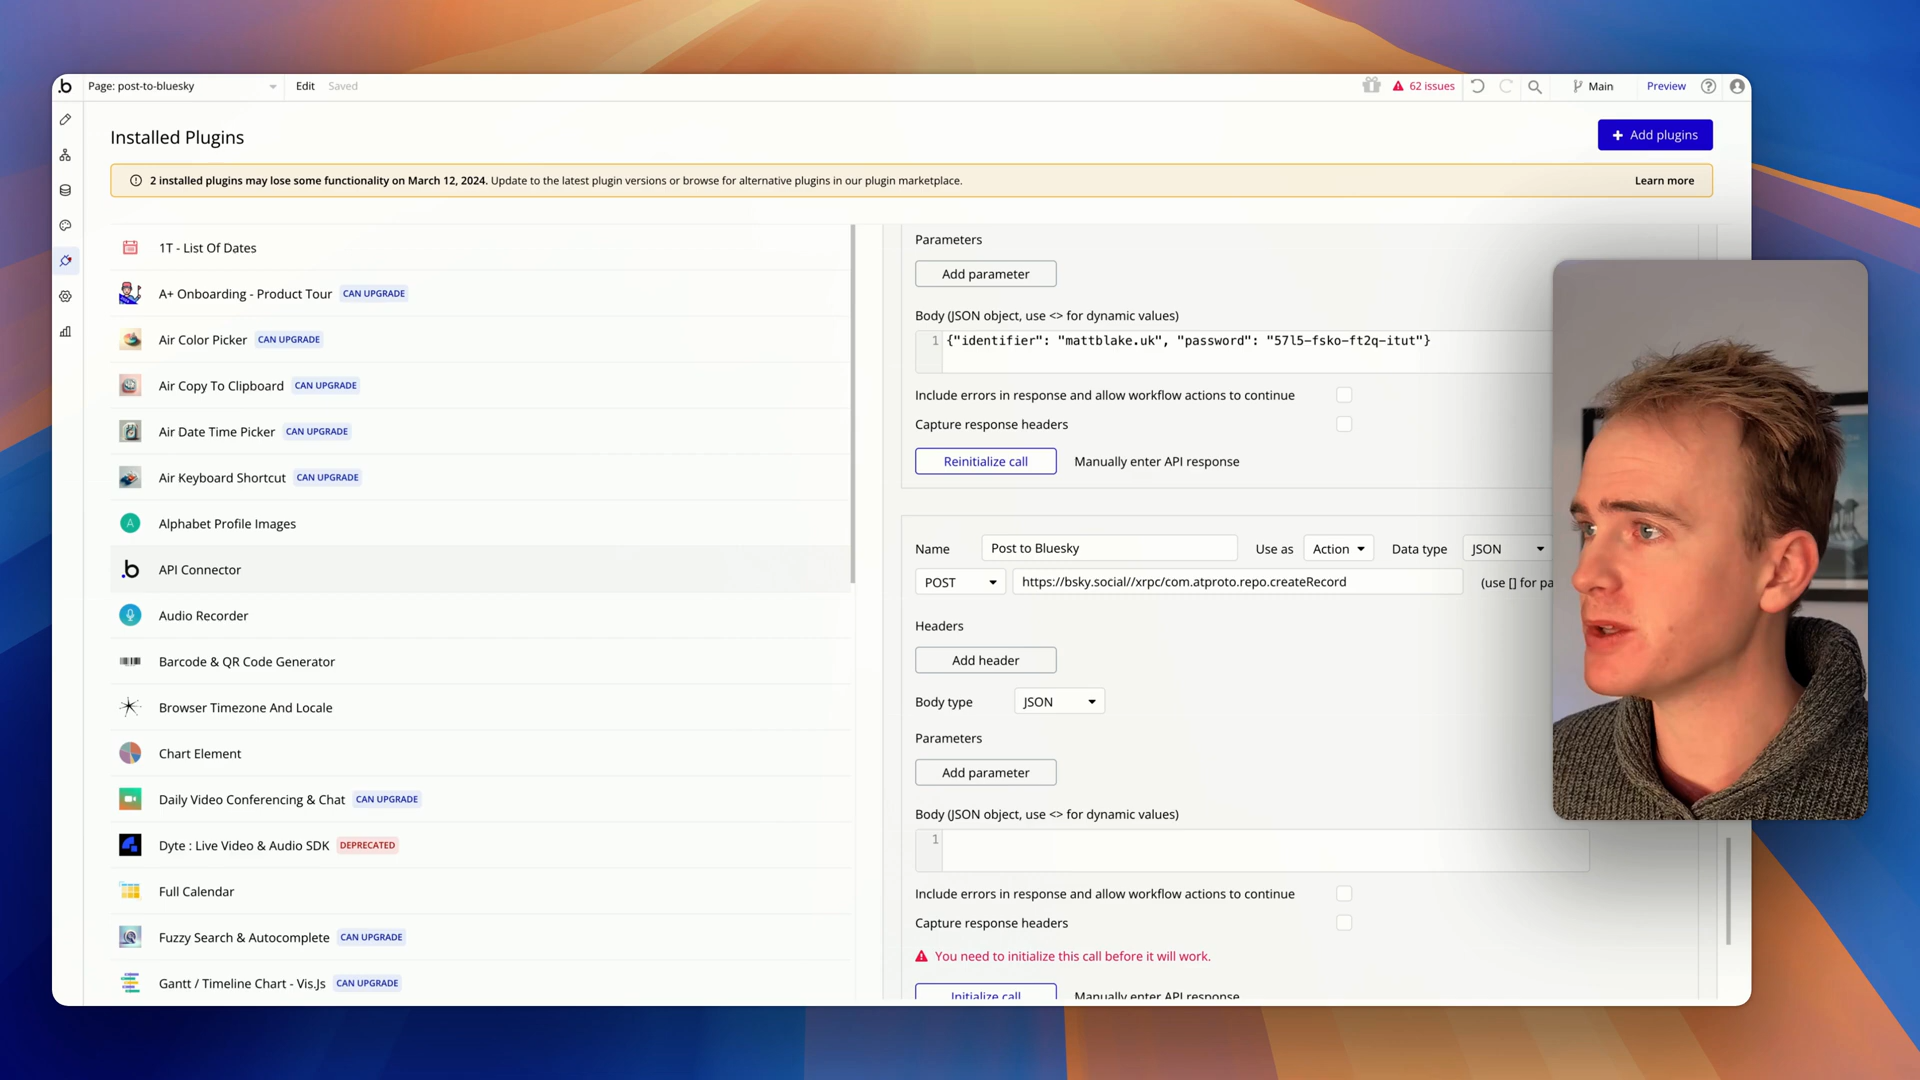 .b Page: post-to-bluesky Edit Saved 62 issues Main Preview
Installed Plugins
+ Add plugins
2 installed plugins may lose some functionality on March 12, 2024. Update to the latest plugin versions or browse for alternative plugins in our plugin marketplace. Learn more
1T - List Of Dates
A+ Onboarding - Product Tour CAN UPGRADE
Air Color Picker CAN UPGRADE
Air Copy To Clipboard CAN UPGRADE
Air Date Time Picker CAN UPGRADE
Air Keyboard Shortcut CAN UPGRADE
A Alphabet Profile Images
.b API Connector
Audio Recorder
Barcode & QR Code Generator
Browser Timezone And Locale
Chart Element
Daily Video Conferencing & Chat CAN UPGRADE
Dyte : Live Video & Audio SDK DEPRECATED
Full Calendar
Fuzzy Search & Autocomplete CAN UPGRADE
Gantt / Timeline Chart - Vis.Js CAN UPGRADE
Parameters
Add parameter
Body (JSON object, use <> for dynamic values)
1 {"identifier": "mattblake.uk", "password": "57l5-fsko-ft2q-itut"}
Include errors in response and allow workflow actions to continue
Capture response headers
Reinitialize call Manually enter API response
Name Post to Bluesky Use as Action Data type JSON
POST https://bsky.social//xrpc/com.atproto.repo.createRecord (use [] for pa
Headers
Add header
Body type JSON
Parameters
Add parameter
Body (JSON object, use <> for dynamic values)
1
Include errors in response and allow workflow actions to continue
Capture response headers
You need to initialize this call before it will work.
Initialize call Manually enter API response